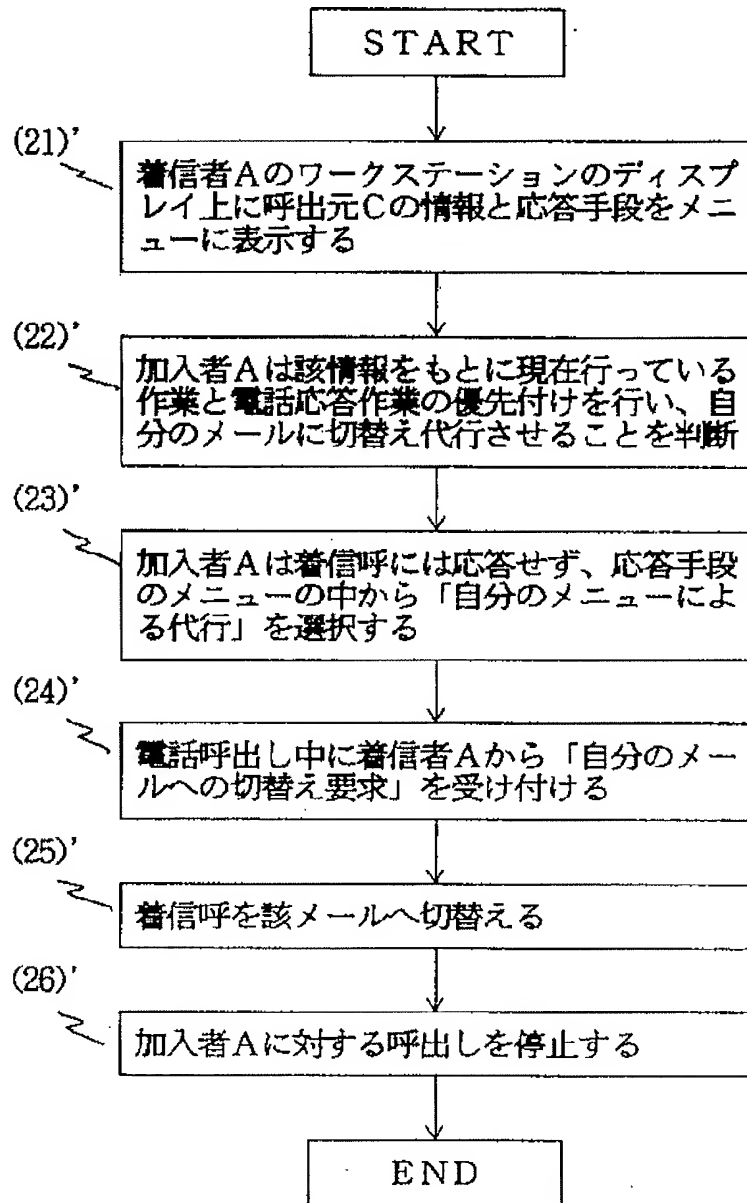 START
(21)'
着信者Aのワークステーションのディスプ
レイ上に呼出元Cの情報と応答手段をメニ
ューに表示する
(22)'
加入者Aは該情報をもとに現在行っている
作業と電話応答作業の優先付けを行い、自
分のメールに切替え代行させることを判断
(23)'
加入者Aは着信呼には応答せず、応答手段
のメニューの中から「自分のメニューによ
る代行」を選択する
(24)'
電話呼出し中に着信者Aから「自分のメー
ルへの切替え要求」を受け付ける
(25)'
着信呼を該メールへ切替える
(26)'
加入者Aに対する呼出しを停止する
END